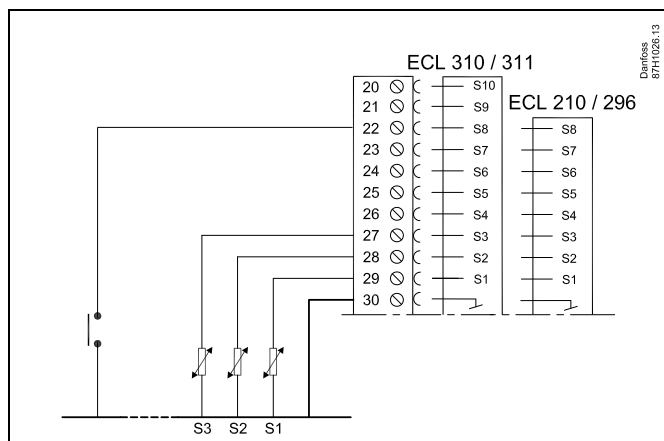 Danfoss
87H1026.13
ECL 310 / 311
ECL 210 / 296
20 S10
21 S9
22 S8 S8
23 S7 S7
24 S6 S6
25 S5 S5
26 S4 S4
27 S3 S3
28 S2 S2
29 S1 S1
30
S3 S2 S1